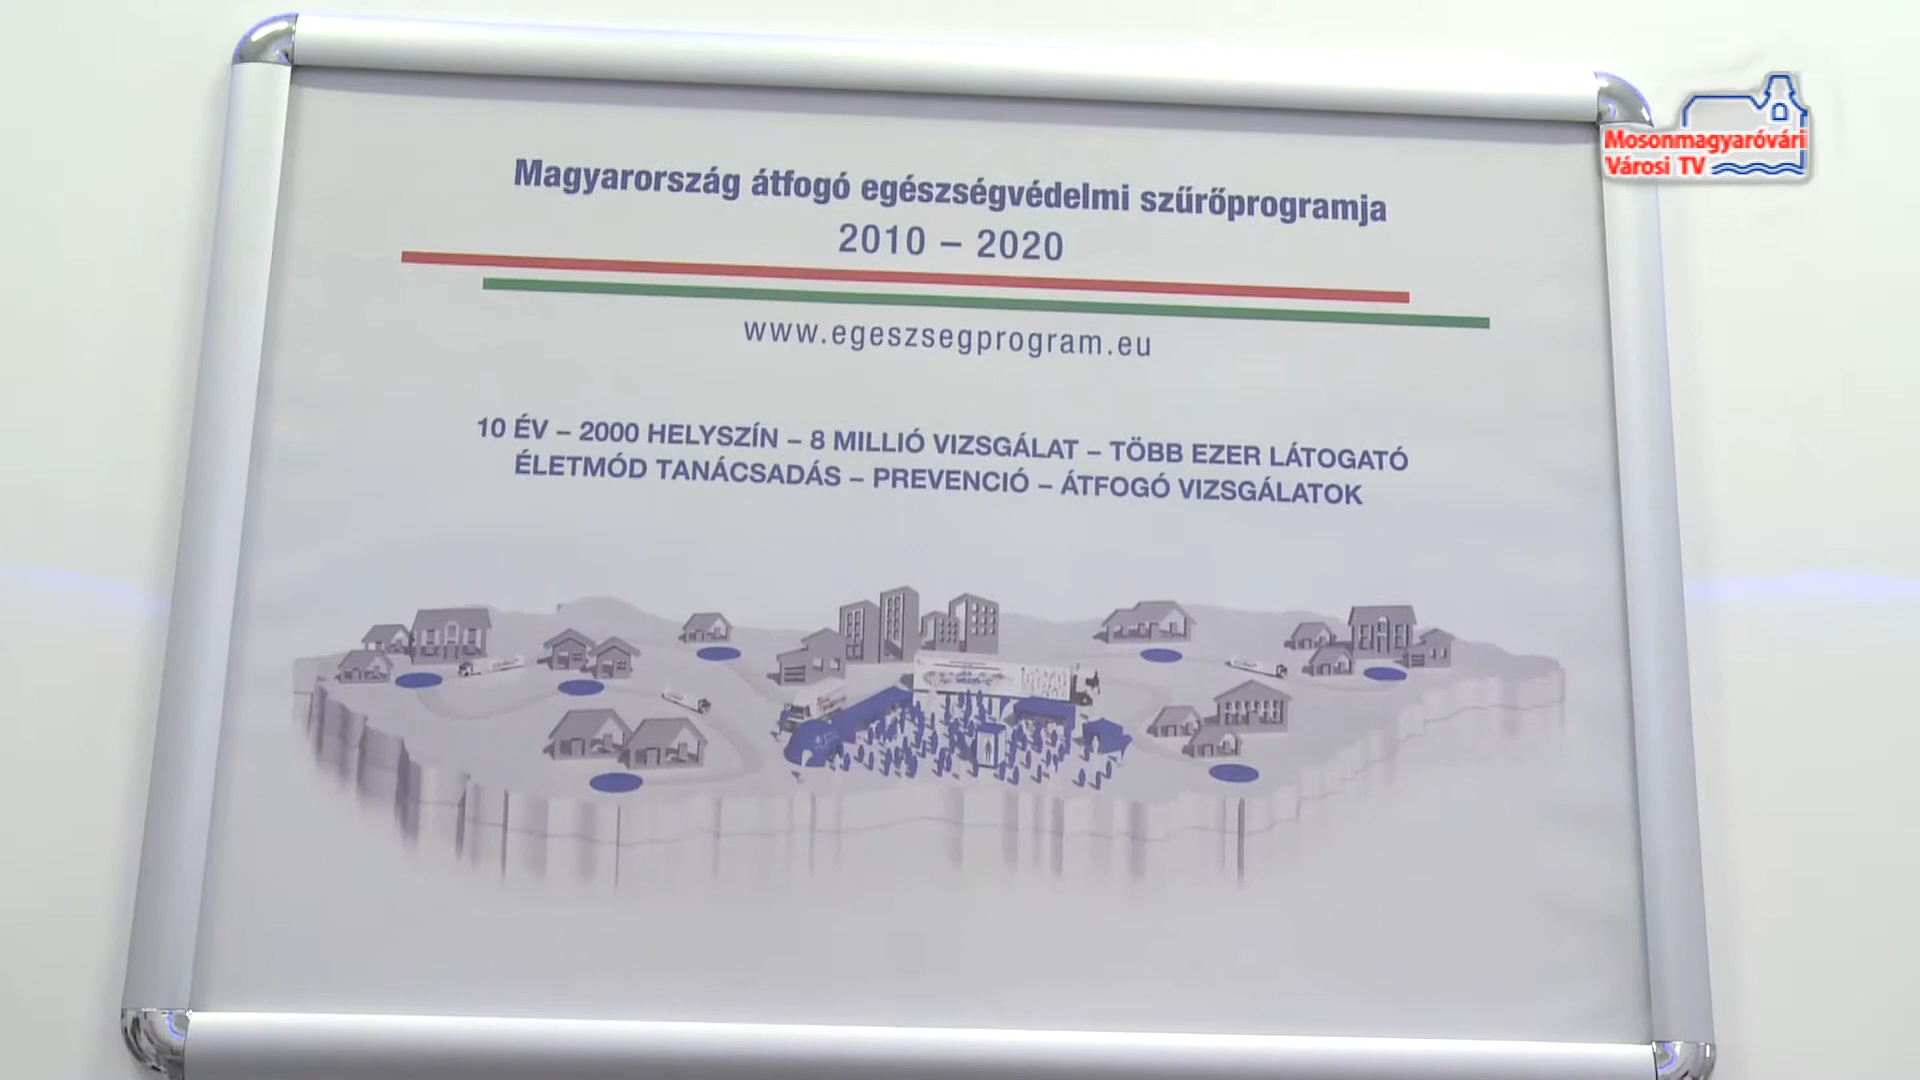 Magyarország átfogó egészségvédelmi szűrőprogramja
2010 – 2020
www.egeszsegprogram.eu
10 ÉV – 2000 HELYSZÍN – 8 MILLIÓ VIZSGÁLAT – TÖBB EZER LÁTOGATÓ
ÉLETMÓD TANÁCSADÁS – PREVENCIÓ – ÁTFOGÓ VIZSGÁLATOK
Mosonmagyaróvári
Városi TV